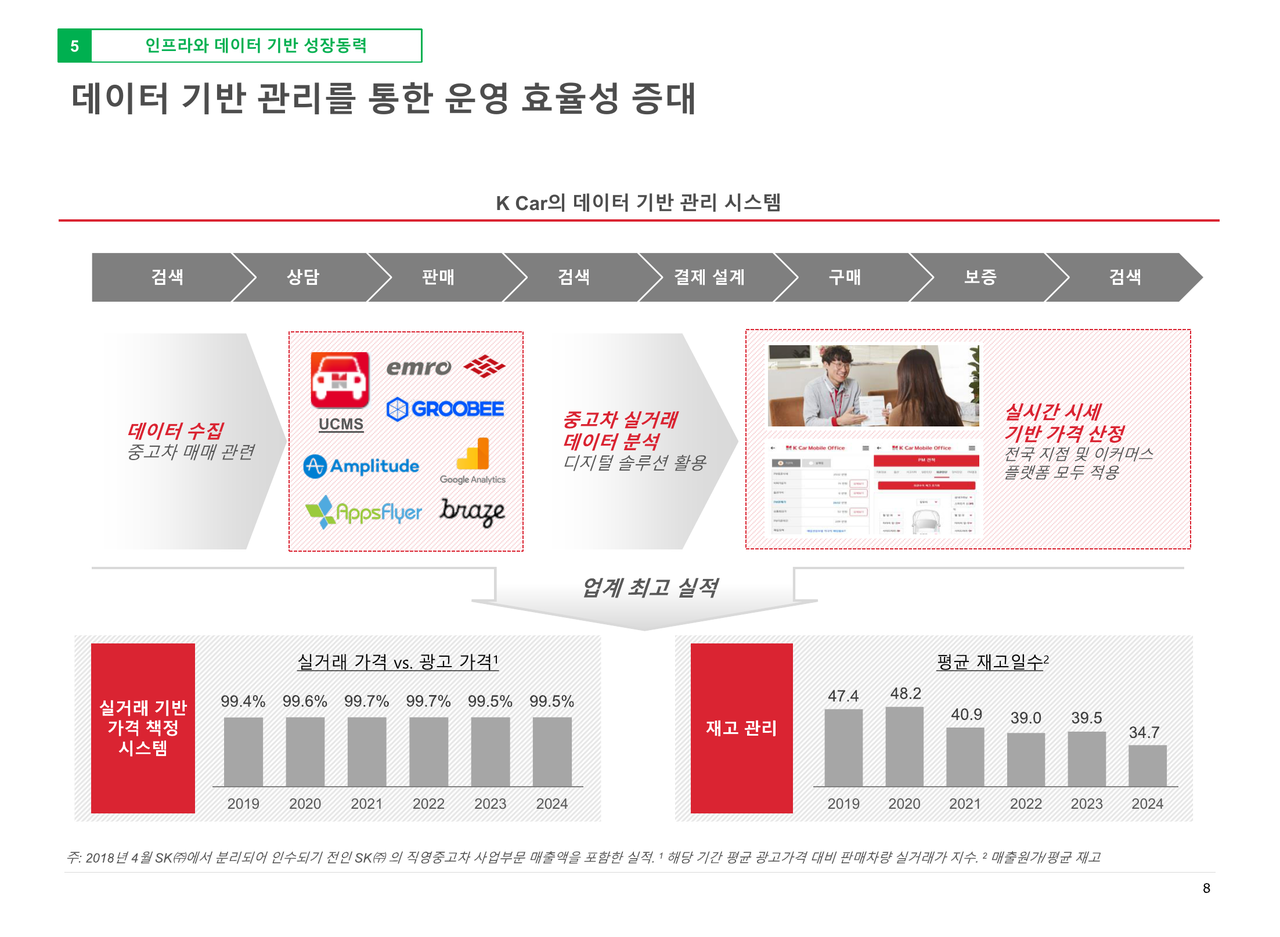 5
인프라와 데이터 기반 성장동력
데이터 기반 관리를 통한 운영 효율성 증대
K Car의 데이터 기반 관리 시스템
검색
상담
판매
검색
결제 설계
구매
보증
검색
데이터 수집
중고차 매매 관련
UCMS
emro
GROOBEE
Amplitude
Google Analytics
AppsFlyer
braze
중고차 실거래
데이터 분석
디지털 솔루션 활용
K Car Mobile Office
K Car Mobile Office
실시간 시세
기반 가격 산정
전국 지점 및 이커머스
플랫폼 모두 적용
업계 최고 실적
실거래 기반
가격 책정
시스템
실거래 가격 vs. 광고 가격¹
99.4% 99.6% 99.7% 99.7% 99.5% 99.5%
2019 2020 2021 2022 2023 2024
재고 관리
평균 재고일수²
47.4 48.2 40.9 39.0 39.5 34.7
2019 2020 2021 2022 2023 2024
주: 2018년 4월 SK㈜에서 분리되어 인수되기 전인 SK㈜ 의 직영중고차 사업부문 매출액을 포함한 실적. ¹ 해당 기간 평균 광고가격 대비 판매차량 실거래가 지수. ² 매출원가/평균 재고
8